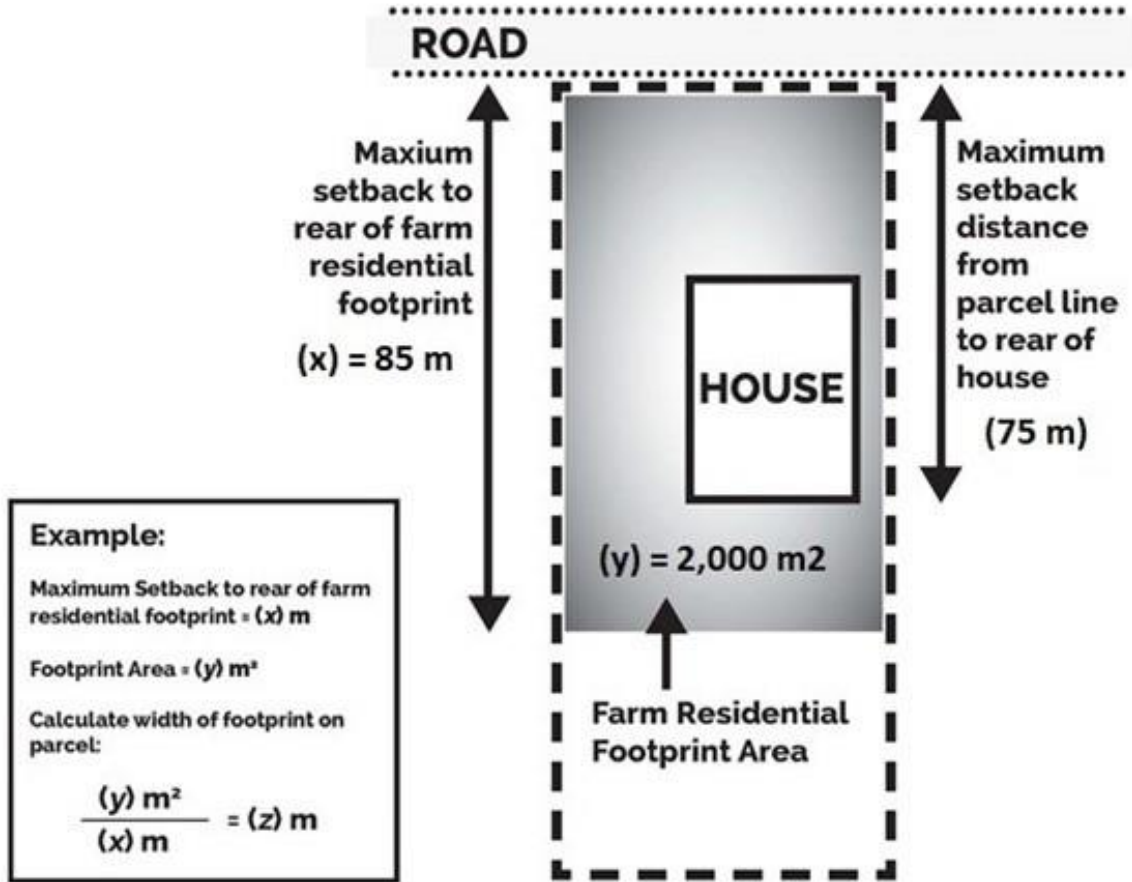 ROAD
Maxium
setback to
rear of farm
residential
footprint
(x) = 85 m
Maximum
setback
distance
from
parcel line
to rear of
house
(75 m)
HOUSE
(y) = 2,000 m2
Farm Residential
Footprint Area
Example:
Maximum Setback to rear of farm
residential footprint = (x) m
Footprint Area = (y) m²
Calculate width of footprint on
parcel:
(y) m²
(x) m
= (z) m